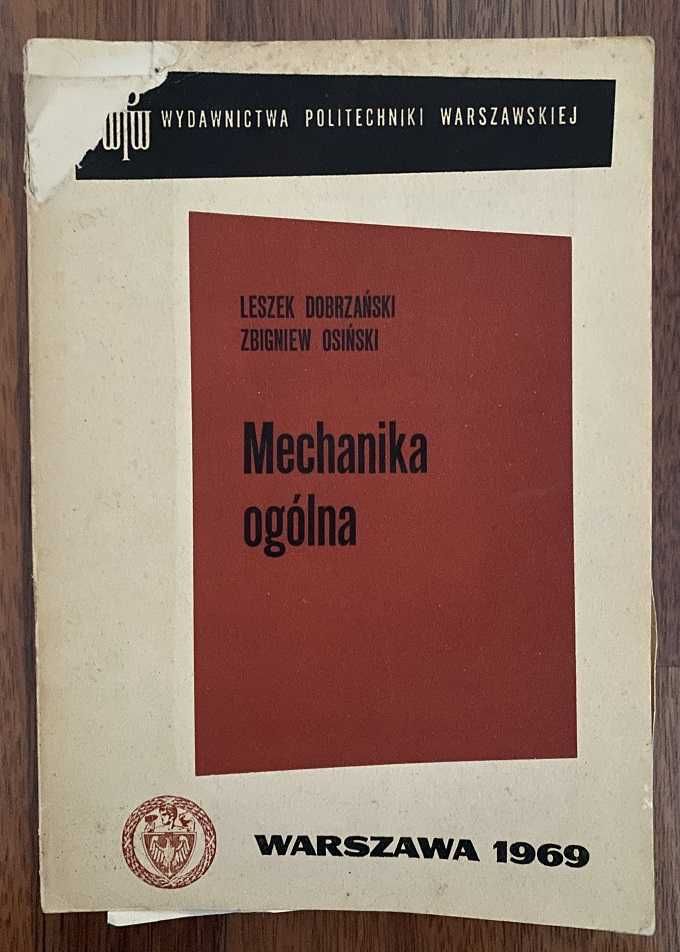 WYDAWNICTWA POLITECHNIKI WARSZAWSKIEJ
LESZEK DOBRZAŃSKI
ZBIGNIEW OSIŃSKI
Mechanika
ogólna
WARSZAWA 1969